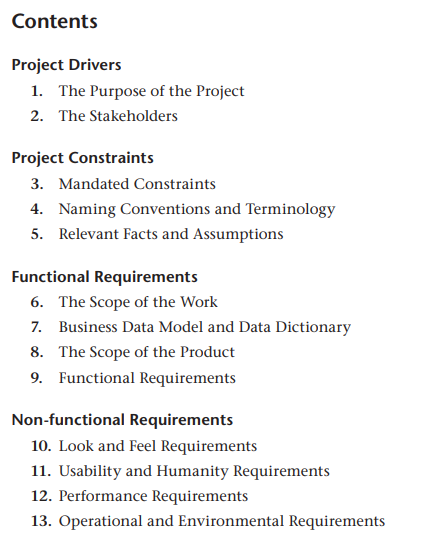 Contents
Project Drivers
1. The Purpose of the Project
2. The Stakeholders
Project Constraints
3. Mandated Constraints
4. Naming Conventions and Terminology
5. Relevant Facts and Assumptions
Functional Requirements
6. The Scope of the Work
7. Business Data Model and Data Dictionary
8. The Scope of the Product
9. Functional Requirements
Non-functional Requirements
10. Look and Feel Requirements
11. Usability and Humanity Requirements
12. Performance Requirements
13. Operational and Environmental Requirements